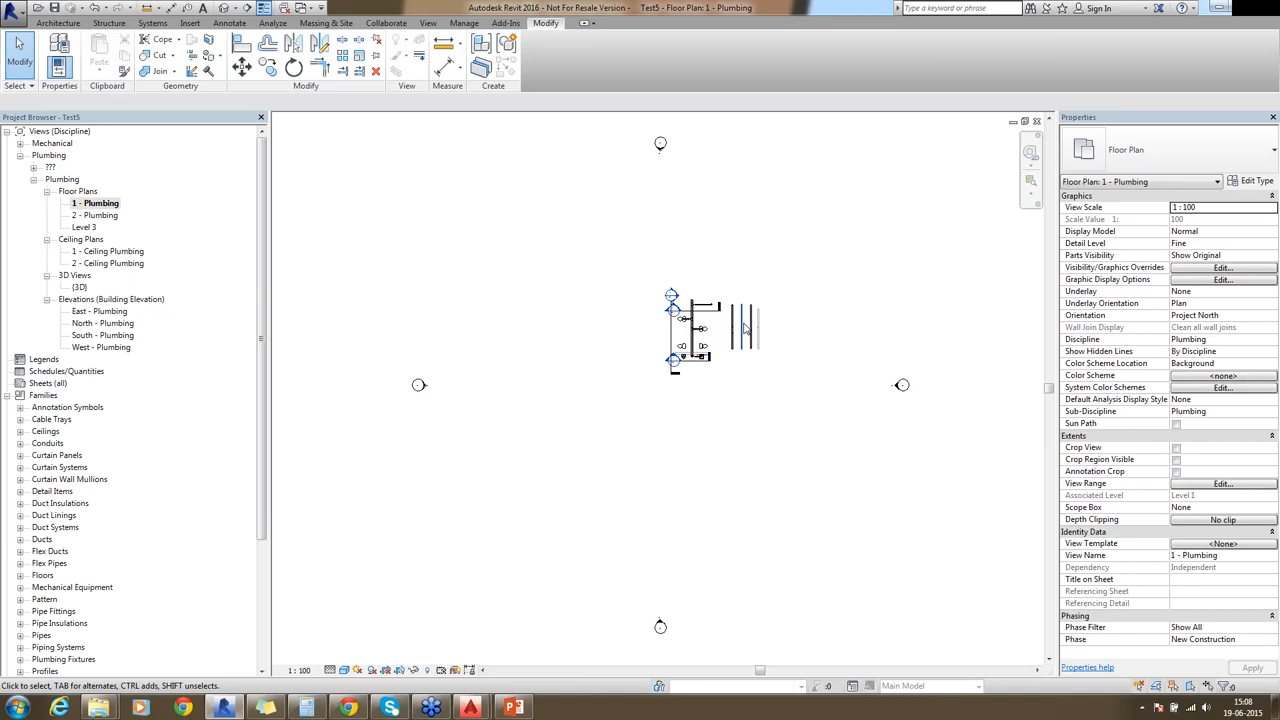 Autodesk Revit 2016 - Not For Resale Version - Test5 - Floor Plan: 1 - Plumbing
Type a keyword or phrase
Sign In
Architecture Structure Systems Insert Annotate Analyze Massing & Site Collaborate View Manage Add-Ins Modify
Modify Paste Cope Cut Join
Select Properties Clipboard Geometry Modify View Measure Create
Project Browser - Test5
Properties
Views (Discipline)
Mechanical
Plumbing
???
Plumbing
Floor Plans
1 - Plumbing
2 - Plumbing
Level 3
Ceiling Plans
1 - Ceiling Plumbing
2 - Ceiling Plumbing
3D Views
{3D}
Elevations (Building Elevation)
East - Plumbing
North - Plumbing
South - Plumbing
West - Plumbing
Legends
Schedules/Quantities
Sheets (all)
Families
Annotation Symbols
Cable Trays
Ceilings
Conduits
Curtain Panels
Curtain Systems
Curtain Wall Mullions
Detail Items
Duct Insulations
Duct Linings
Duct Systems
Ducts
Flex Ducts
Flex Pipes
Floors
Mechanical Equipment
Pattern
Pipe Fittings
Pipe Insulations
Pipes
Piping Systems
Plumbing Fixtures
Profiles
Floor Plan
Floor Plan: 1 - Plumbing Edit Type
Graphics
View Scale 1 : 100
Scale Value 1: 100
Display Model Normal
Detail Level Fine
Parts Visibility Show Original
Visibility/Graphics Overrides Edit...
Graphic Display Options Edit...
Underlay None
Underlay Orientation Plan
Orientation Project North
Wall Join Display Clean all wall joins
Discipline Plumbing
Show Hidden Lines By Discipline
Color Scheme Location Background
Color Scheme <none>
System Color Schemes Edit...
Default Analysis Display Style None
Sub-Discipline Plumbing
Sun Path
Extents
Crop View
Crop Region Visible
Annotation Crop
View Range Edit...
Associated Level Level 1
Scope Box None
Depth Clipping No clip
Identity Data
View Template <None>
View Name 1 - Plumbing
Dependency Independent
Title on Sheet
Referencing Sheet
Referencing Detail
Phasing
Phase Filter Show All
Phase New Construction
Properties help Apply
1 : 100
Click to select, TAB for alternates, CTRL adds, SHIFT unselects.
:0 Main Model :0
15:08
19-06-2015